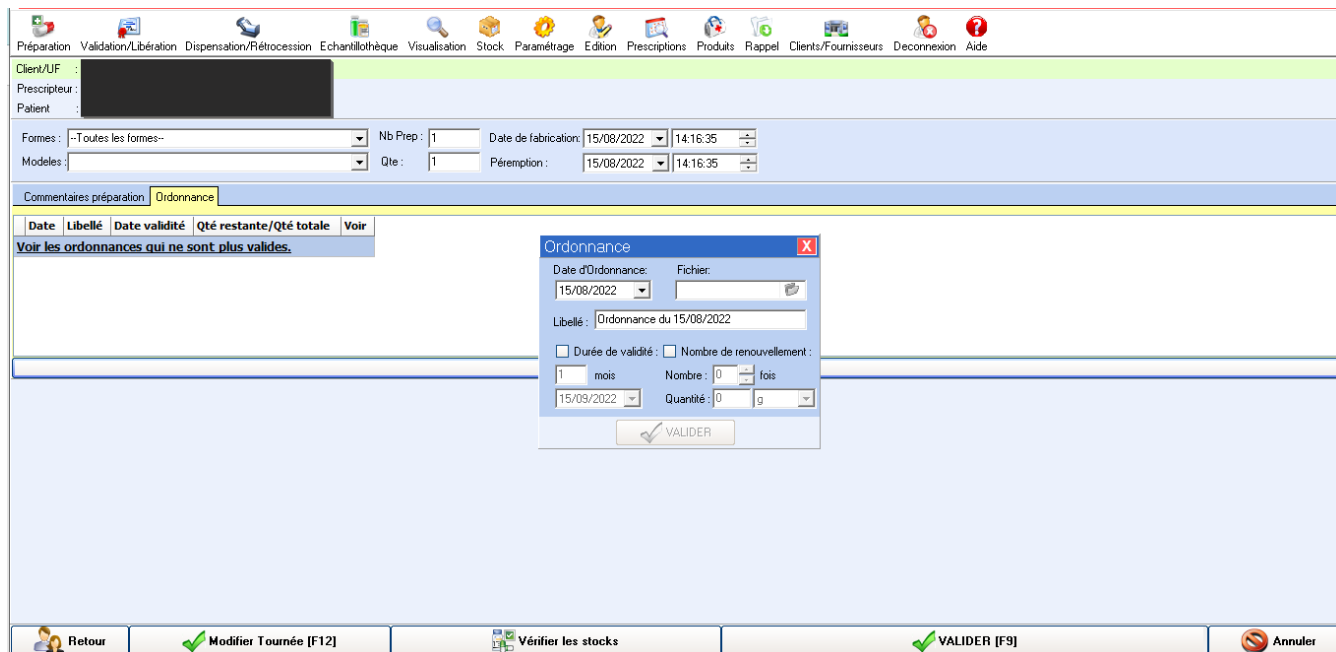 Préparation Validation/Libération Dispensation/Rétrocession Echantillothèque Visualisation Stock Paramétrage Edition Prescriptions Produits Rappel Clients/Fournisseurs Deconnexion Aide
Client/UF :
Prescripteur :
Patient :
Formes : --Toutes les formes-- Nb Prep : 1 Date de fabrication: 15/08/2022 14:16:35
Modeles : Qte : 1 Péremption : 15/08/2022 14:16:35
Commentaires préparation Ordonnance
Date Libellé Date validité Qté restante/Qté totale Voir
Voir les ordonnances qui ne sont plus valides.
Ordonnance X
Date d'Ordonnance: Fichier:
15/08/2022
Libellé : Ordonnance du 15/08/2022
Durée de validité : Nombre de renouvellement :
1 mois Nombre : 0 fois
15/09/2022 Quantité : 0 g
VALIDER
Retour Modifier Tournée [F12] Vérifier les stocks VALIDER [F9] Annuler